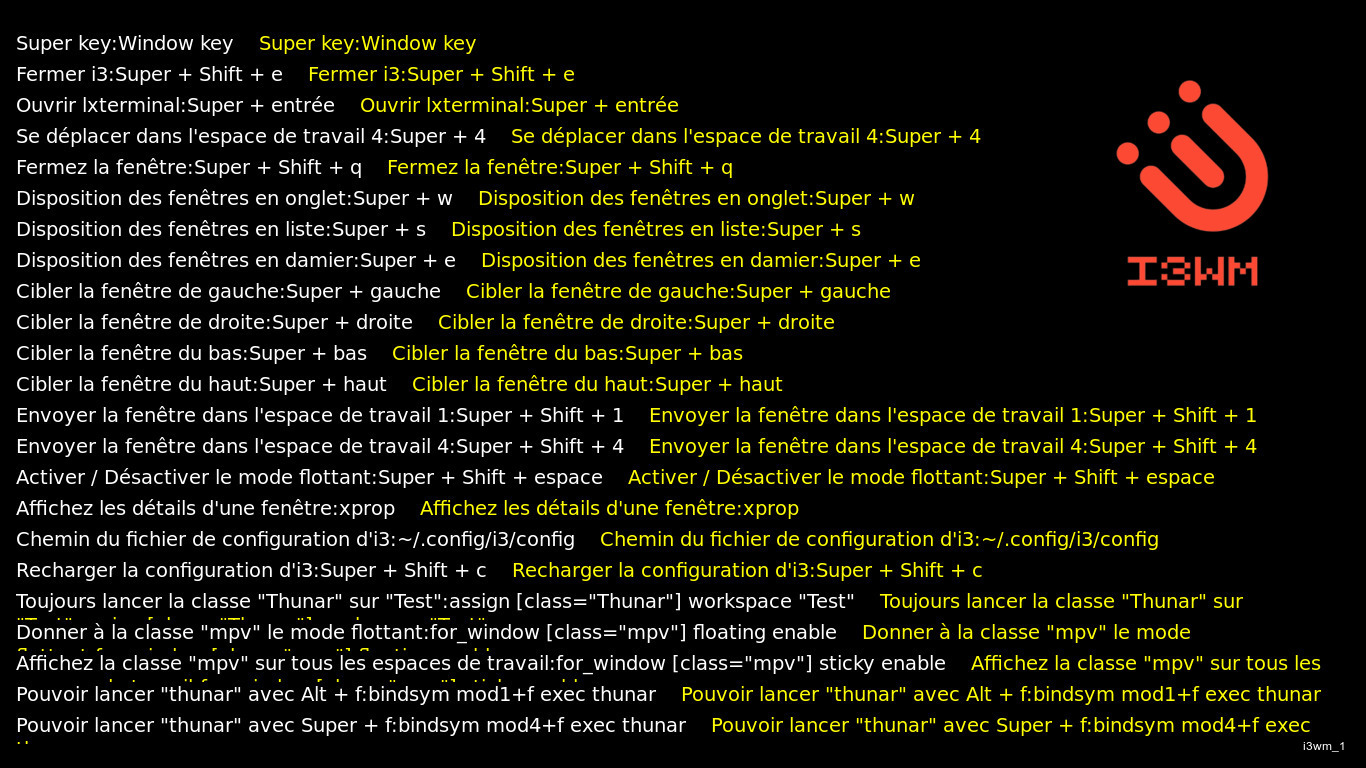 Super key:Window key Super key:Window key
Fermer i3:Super + Shift + e Fermer i3:Super + Shift + e
Ouvrir lxterminal:Super + entrée Ouvrir lxterminal:Super + entrée
Se déplacer dans l'espace de travail 4:Super + 4 Se déplacer dans l'espace de travail 4:Super + 4
Fermez la fenêtre:Super + Shift + q Fermez la fenêtre:Super + Shift + q
Disposition des fenêtres en onglet:Super + w Disposition des fenêtres en onglet:Super + w
Disposition des fenêtres en liste:Super + s Disposition des fenêtres en liste:Super + s
Disposition des fenêtres en damier:Super + e Disposition des fenêtres en damier:Super + e
Cibler la fenêtre de gauche:Super + gauche Cibler la fenêtre de gauche:Super + gauche
Cibler la fenêtre de droite:Super + droite Cibler la fenêtre de droite:Super + droite
Cibler la fenêtre du bas:Super + bas Cibler la fenêtre du bas:Super + bas
Cibler la fenêtre du haut:Super + haut Cibler la fenêtre du haut:Super + haut
Envoyer la fenêtre dans l'espace de travail 1:Super + Shift + 1 Envoyer la fenêtre dans l'espace de travail 1:Super + Shift + 1
Envoyer la fenêtre dans l'espace de travail 4:Super + Shift + 4 Envoyer la fenêtre dans l'espace de travail 4:Super + Shift + 4
Activer / Désactiver le mode flottant:Super + Shift + espace Activer / Désactiver le mode flottant:Super + Shift + espace
Affichez les détails d'une fenêtre:xprop Affichez les détails d'une fenêtre:xprop
Chemin du fichier de configuration d'i3:~/.config/i3/config Chemin du fichier de configuration d'i3:~/.config/i3/config
Recharger la configuration d'i3:Super + Shift + c Recharger la configuration d'i3:Super + Shift + c
Toujours lancer la classe "Thunar" sur "Test":assign [class="Thunar"] workspace "Test" Toujours lancer la classe "Thunar" sur
Donner à la classe "mpv" le mode flottant:for_window [class="mpv"] floating enable Donner à la classe "mpv" le mode
Affichez la classe "mpv" sur tous les espaces de travail:for_window [class="mpv"] sticky enable Affichez la classe "mpv" sur tous les
Pouvoir lancer "thunar" avec Alt + f:bindsym mod1+f exec thunar Pouvoir lancer "thunar" avec Alt + f:bindsym mod1+f exec thunar
Pouvoir lancer "thunar" avec Super + f:bindsym mod4+f exec thunar Pouvoir lancer "thunar" avec Super + f:bindsym mod4+f exec
I3WM
i3wm_1